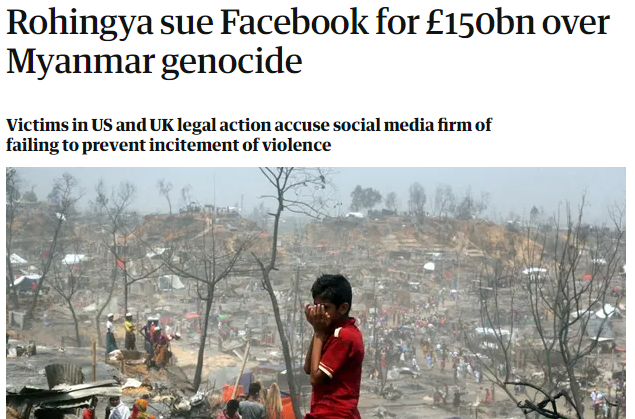 Rohingya sue Facebook for £150bn over
Myanmar genocide
Victims in US and UK legal action accuse social media firm of
failing to prevent incitement of violence